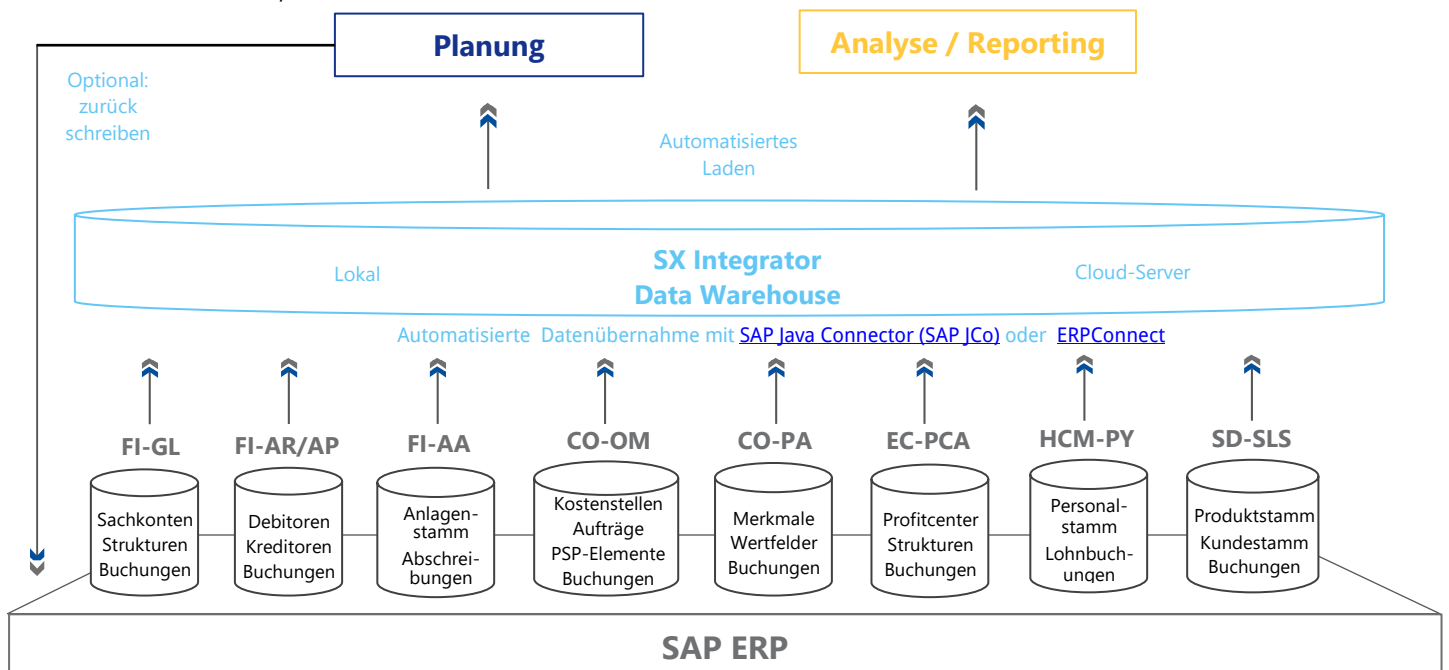 Planung
Analyse / Reporting
Optional:
zurück
schreiben
Automatisiertes
Laden
SX Integrator
Data Warehouse
Lokal
Cloud-Server
Automatisierte Datenübernahme mit SAP Java Connector (SAP JCo) oder ERPConnect
FI-GL
FI-AR/AP
FI-AA
CO-OM
CO-PA
EC-PCA
HCM-PY
SD-SLS
Sachkonten
Strukturen
Buchungen
Debitoren
Kreditoren
Buchungen
Anlagen-
stamm
Abschrei-
bungen
Kostenstellen
Aufträge
PSP-Elemente
Buchungen
Merkmale
Wertfelder
Buchungen
Profitcenter
Strukturen
Buchungen
Personal-
stamm
Lohnbuch-
ungen
Produktstamm
Kundestamm
Buchungen
SAP ERP